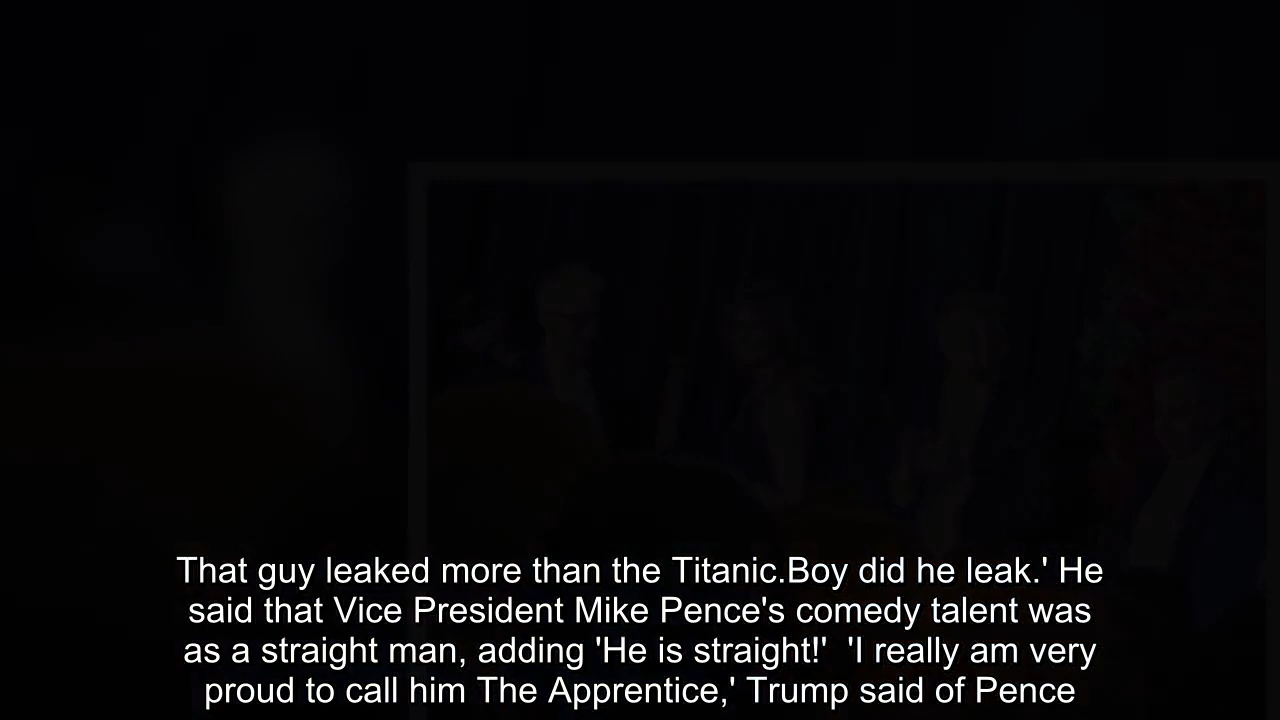 That guy leaked more than the Titanic.Boy did he leak.' He
said that Vice President Mike Pence's comedy talent was
as a straight man, adding 'He is straight!'  'I really am very
proud to call him The Apprentice,' Trump said of Pence